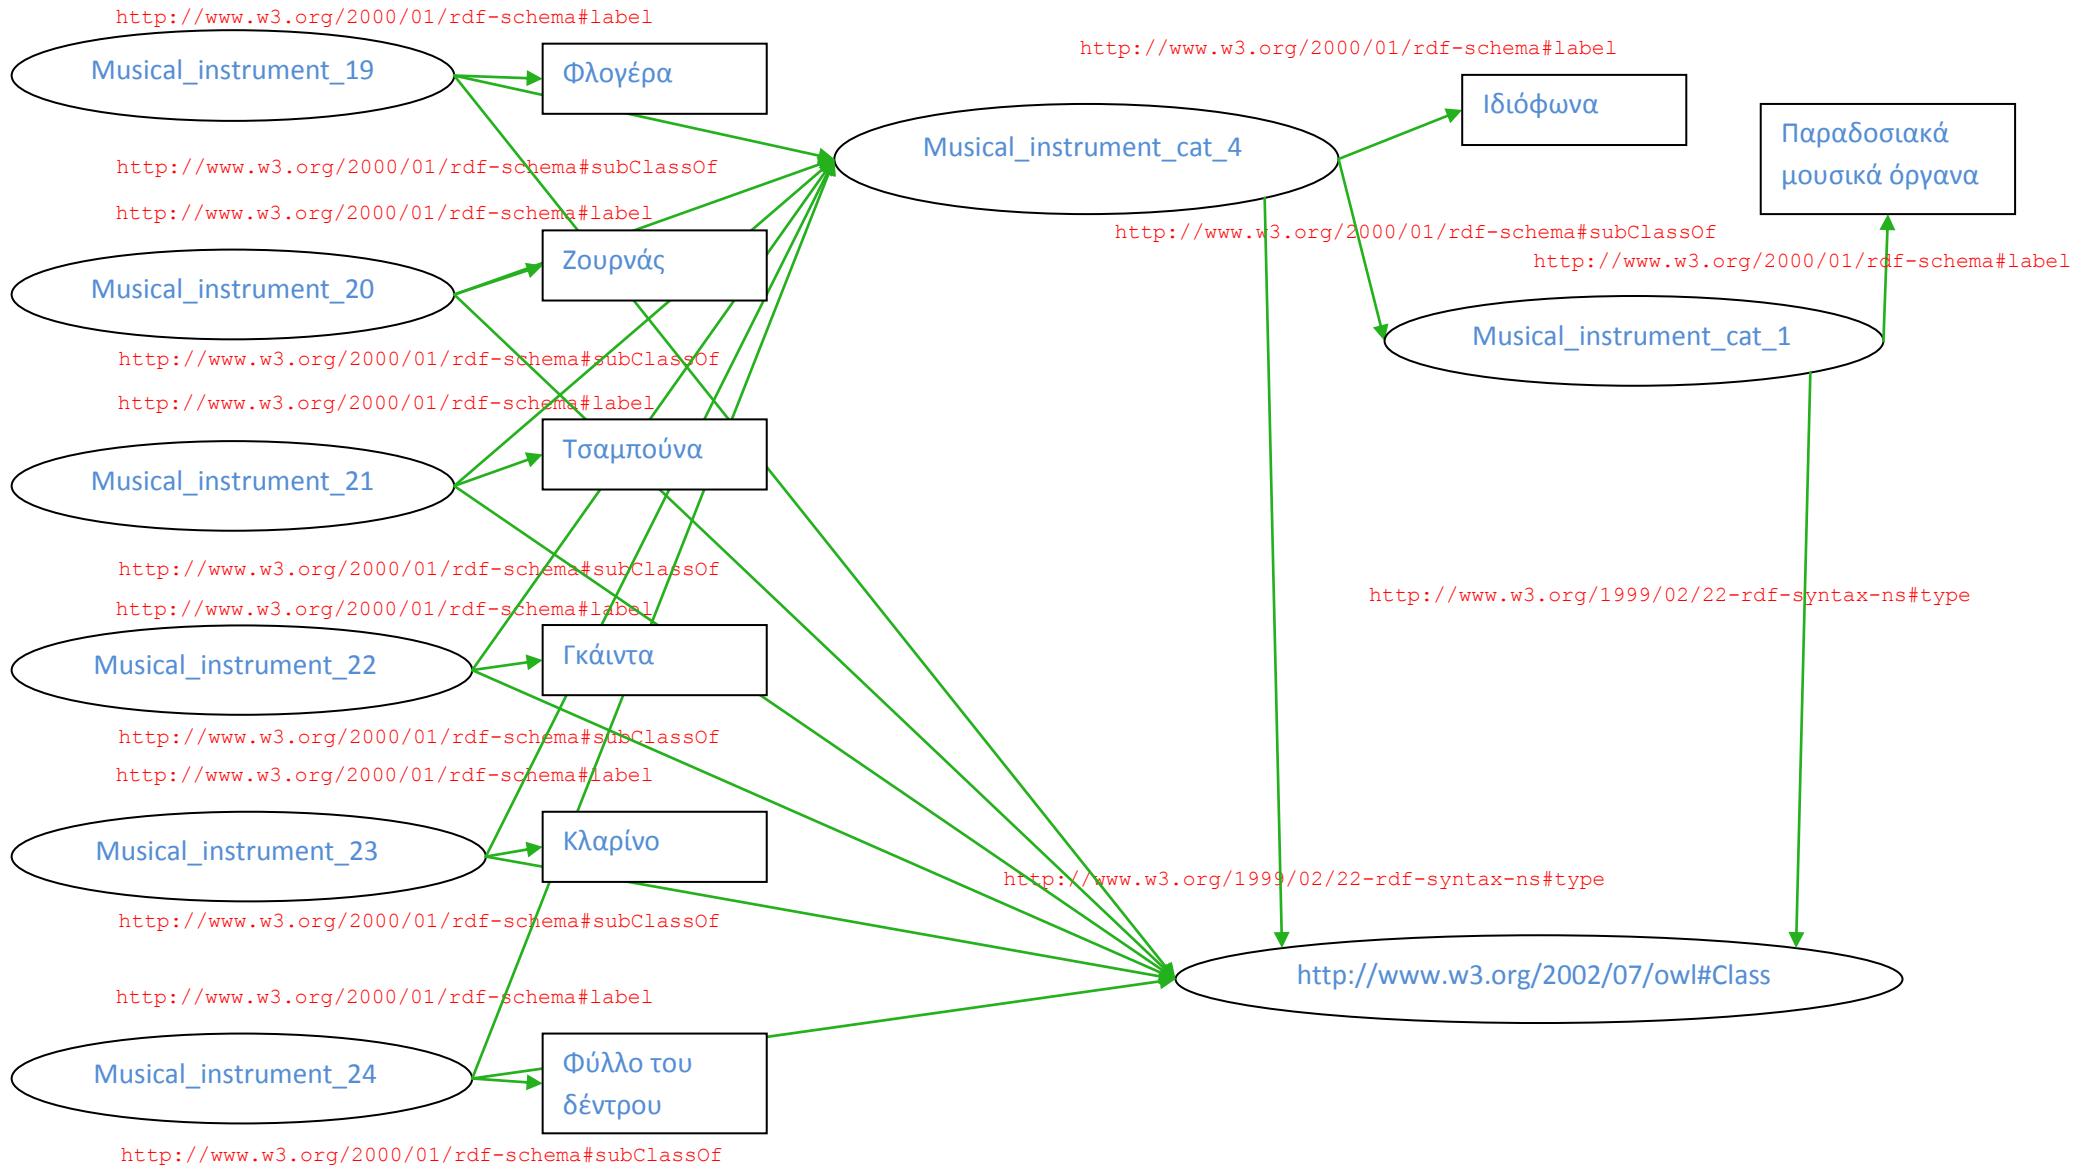 http://www.w3.org/2000/01/rdf-schema#label
Musical_instrument_19
Φλογέρα
http://www.w3.org/2000/01/rdf-schema#label
Ιδιόφωνα
Παραδοσιακά
μουσικά όργανα
Musical_instrument_cat_4
http://www.w3.org/2000/01/rdf-schema#subClassOf
http://www.w3.org/2000/01/rdf-schema#label
http://www.w3.org/2000/01/rdf-schema#subClassOf
http://www.w3.org/2000/01/rdf-schema#label
Musical_instrument_20
Ζουρνάς
Musical_instrument_cat_1
http://www.w3.org/2000/01/rdf-schema#subClassOf
http://www.w3.org/2000/01/rdf-schema#label
Musical_instrument_21
Τσαμπούνα
http://www.w3.org/2000/01/rdf-schema#subClassOf
http://www.w3.org/1999/02/22-rdf-syntax-ns#type
http://www.w3.org/2000/01/rdf-schema#label
Musical_instrument_22
Γκάιντα
http://www.w3.org/2000/01/rdf-schema#subClassOf
http://www.w3.org/2000/01/rdf-schema#label
Musical_instrument_23
Κλαρίνο
http://www.w3.org/1999/02/22-rdf-syntax-ns#type
http://www.w3.org/2000/01/rdf-schema#subClassOf
http://www.w3.org/2002/07/owl#Class
http://www.w3.org/2000/01/rdf-schema#label
Musical_instrument_24
Φύλλο του
δέντρου
http://www.w3.org/2000/01/rdf-schema#subClassOf